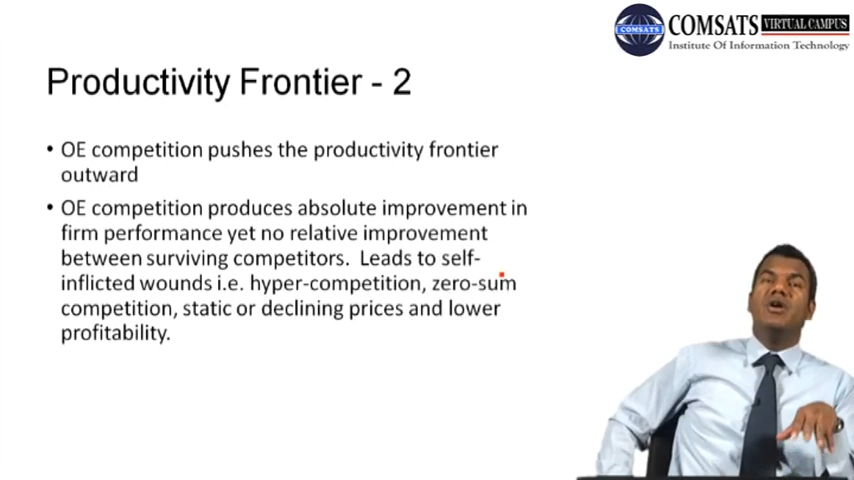 COMSATS VIRTUAL CAMPUS
COMSATS
Institute Of Information Technology
Productivity Frontier - 2
• OE competition pushes the productivity frontier
outward
• OE competition produces absolute improvement in
firm performance yet no relative improvement
between surviving competitors. Leads to self-
inflicted wounds i.e. hyper-competition, zero-sum
competition, static or declining prices and lower
profitability.